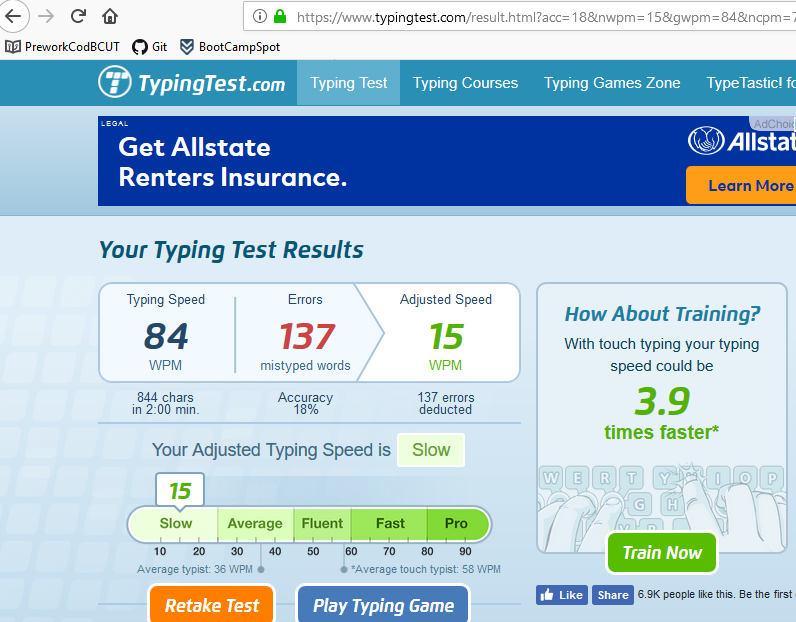 https://www.typingtest.com/result.html?acc=18&nwpm=15&gwpm=84&ncpm=7
PreworkCodBCUT Git BootCampSpot
TypingTest.com Typing Test Typing Courses Typing Games Zone TypeTastic! fo
LEGAL
AdChoic
Get Allstate
Renters Insurance.
Allstat
Learn More
Your Typing Test Results
Typing Speed Errors Adjusted Speed
84 137 15
WPM mistyped words WPM
844 chars
in 2:00 min.
Accuracy
18%
137 errors
deducted
Your Adjusted Typing Speed is Slow
15
Slow Average Fluent Fast Pro
10 20 30 40 50 60 70 80 90
Average typist: 36 WPM *Average touch typist: 58 WPM
Retake Test Play Typing Game
How About Training?
With touch typing your typing
speed could be
3.9
times faster*
W E R T Y I O P
G H
Train Now
Like Share 6.9K people like this. Be the first